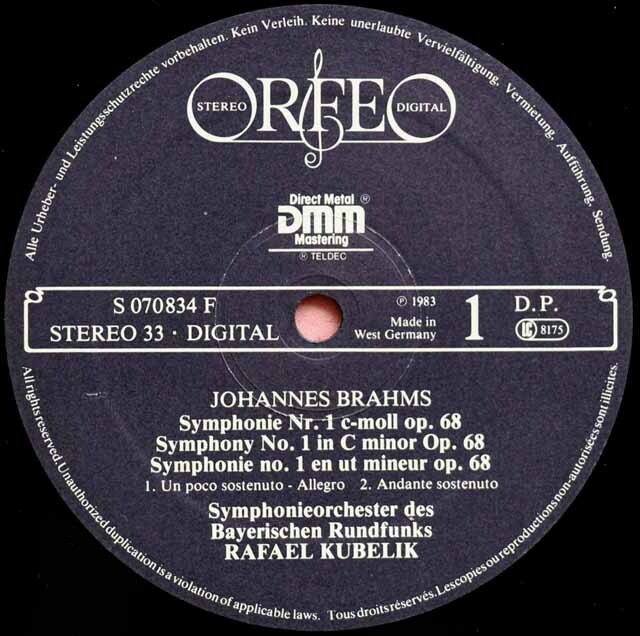 Alle Urheber- und Leistungsschutzrechte vorbehalten. Kein Verleih. Keine unerlaubte Vervielfältigung, Vermietung, Aufführung, Sendung.
STEREO ORFEO DIGITAL
Direct Metal ®
DMM
Mastering
® TELDEC
S 070834 F
STEREO 33 · DIGITAL
℗ 1983
Made in
West Germany
1
D.P.
LC 8175
JOHANNES BRAHMS
Symphonie Nr. 1 c-moll op. 68
Symphony No. 1 in C minor Op. 68
Symphonie no. 1 en ut mineur op. 68
1. Un poco sostenuto - Allegro 2. Andante sostenuto
Symphonieorchester des
Bayerischen Rundfunks
RAFAEL KUBELIK
All rights reserved. Unauthorized duplication is a violation of applicable laws. Tous droits réservés. Les copies ou reproductions non-autorisées sont illicites.